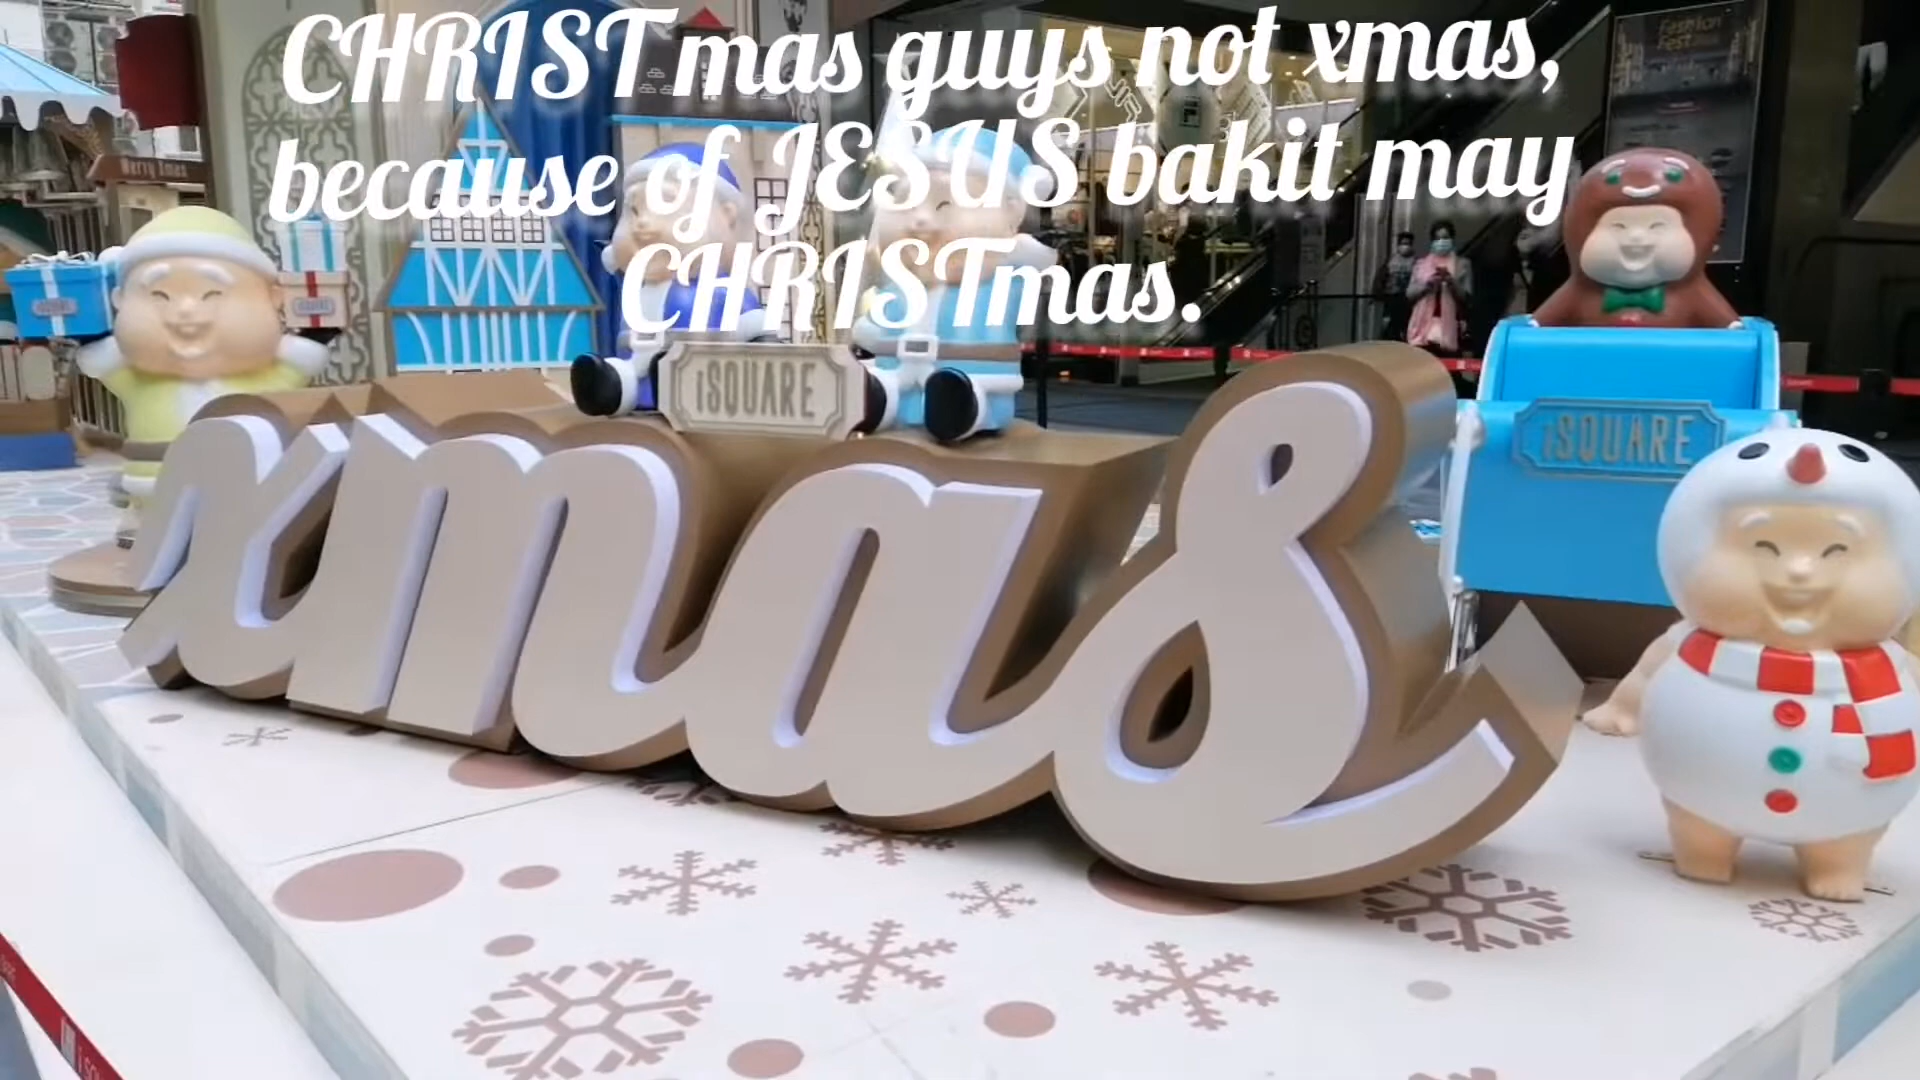 CHRISTmas guys not xmas,
because of JESUS bakit may
CHRISTmas.
Merry Xmas
iSQUARE
iSQUARE
xmas